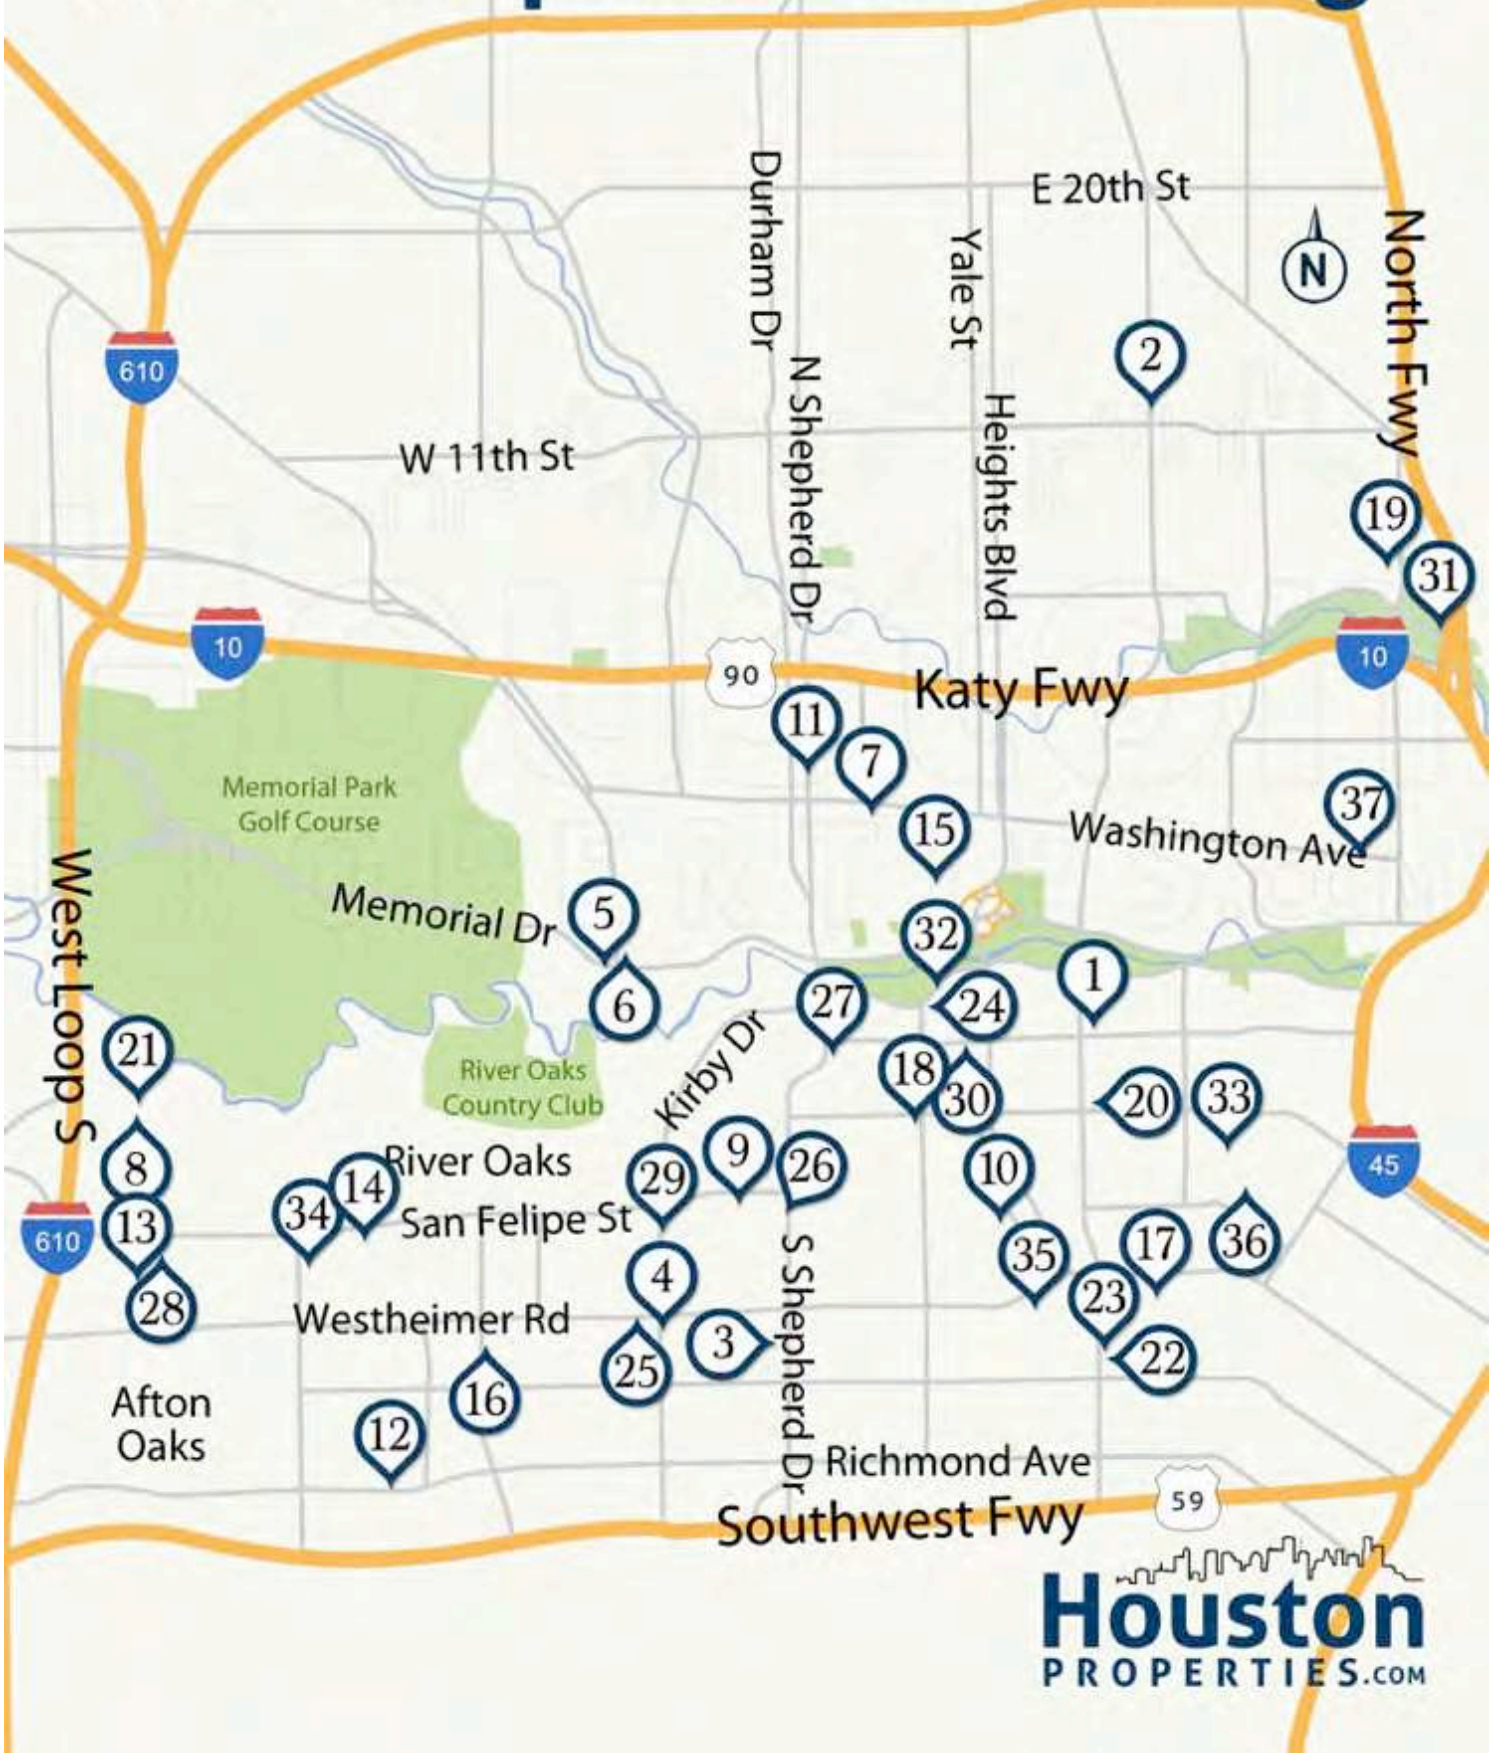 Durham Dr
E 20th St
North Fwy
Yale St
N
610
2
N Shepherd Dr
Heights Blvd
W 11th St
19
31
10
10
90
Katy Fwy
11
7
Memorial Park
Golf Course
37
15
Washington Ave
West Loop S
Memorial Dr
5
32
1
6
27
24
21
Kirby Dr
River Oaks
Country Club
18
30
20
33
8
River Oaks
9
26
10
45
29
14
34
San Felipe St
13
610
35
17
36
S Shepherd Dr
4
28
23
Westheimer Rd
3
22
25
16
Afton
Oaks
12
Richmond Ave
59
Southwest Fwy
Houston
PROPERTIES.COM